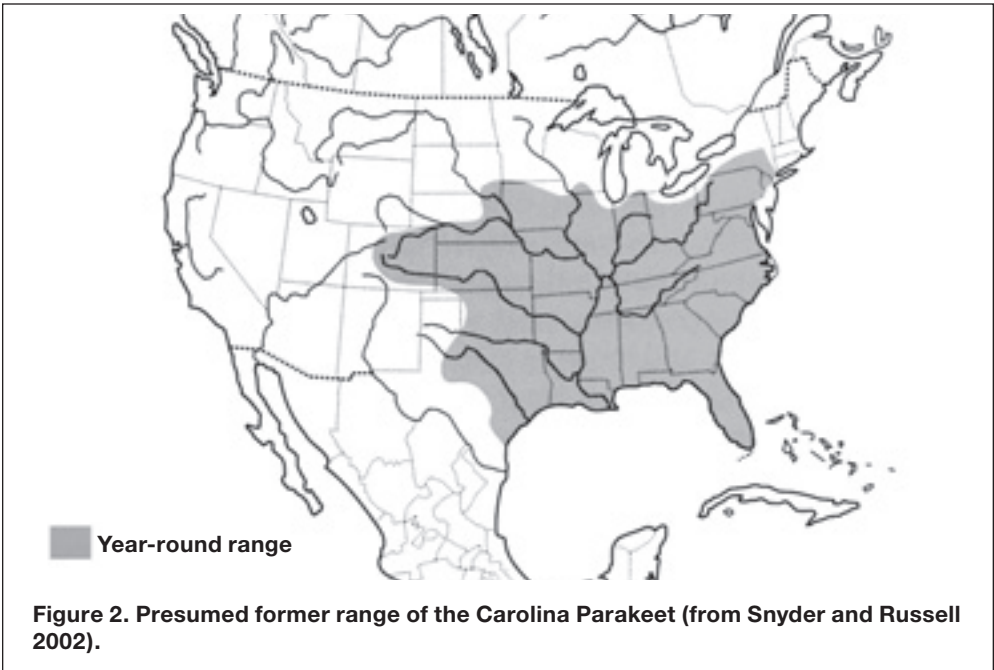 Year-round range
Figure 2. Presumed former range of the Carolina Parakeet (from Snyder and Russell
2002).